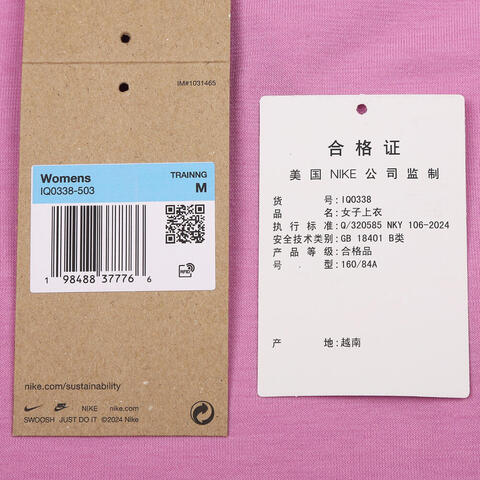 IM#1031465
Womens
IQ0338-503
TRAINNG
M
RFID
1 98488 37776 6
nike.com/sustainability
NIKE nike.com
SWOOSH JUST DO IT ©2024 Nike
合格证
美国 NIKE 公司监制
货 号:IQ0338
品 名:女子上衣
执行标准:Q/320585 NKY 106-2024
安全技术类别:GB 18401 B类
产品等级:合格品
号 型:160/84A
产 地:越南